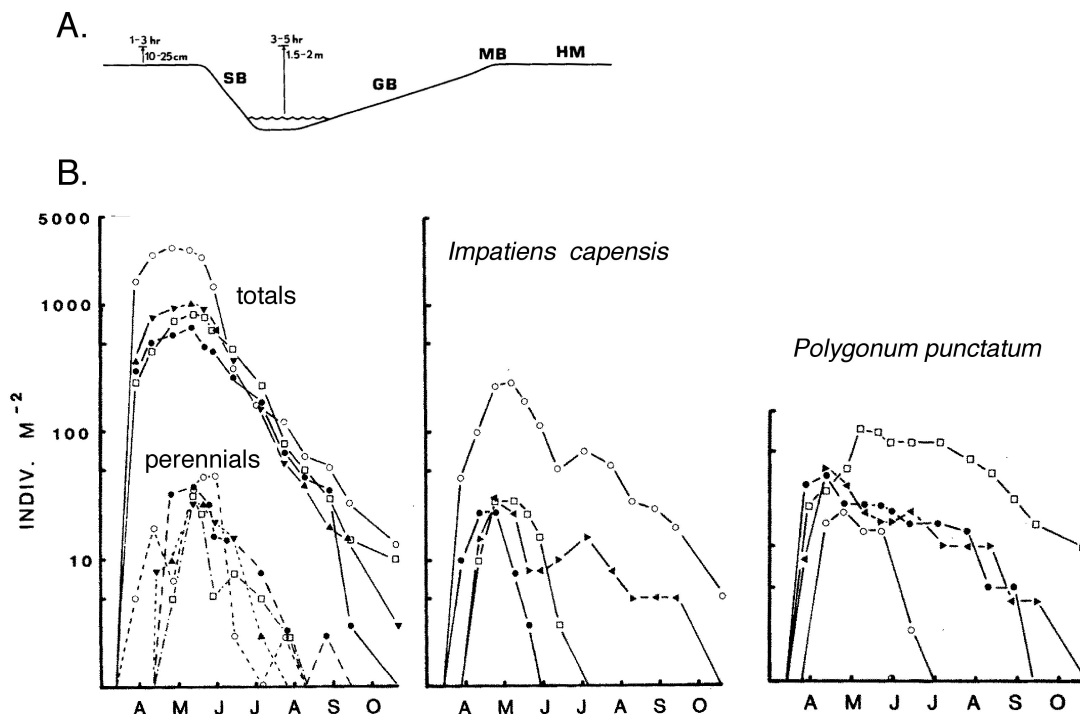 A.
1-3 hr
10-25cm
3-5 hr
1.5-2 m
SB
GB
MB
HM
B.
5000
1000
100
10
INDIV. M⁻²
totals
perennials
A M J J A S O
Impatiens capensis
A M J J A S O
Polygonum punctatum
A M J J A S O